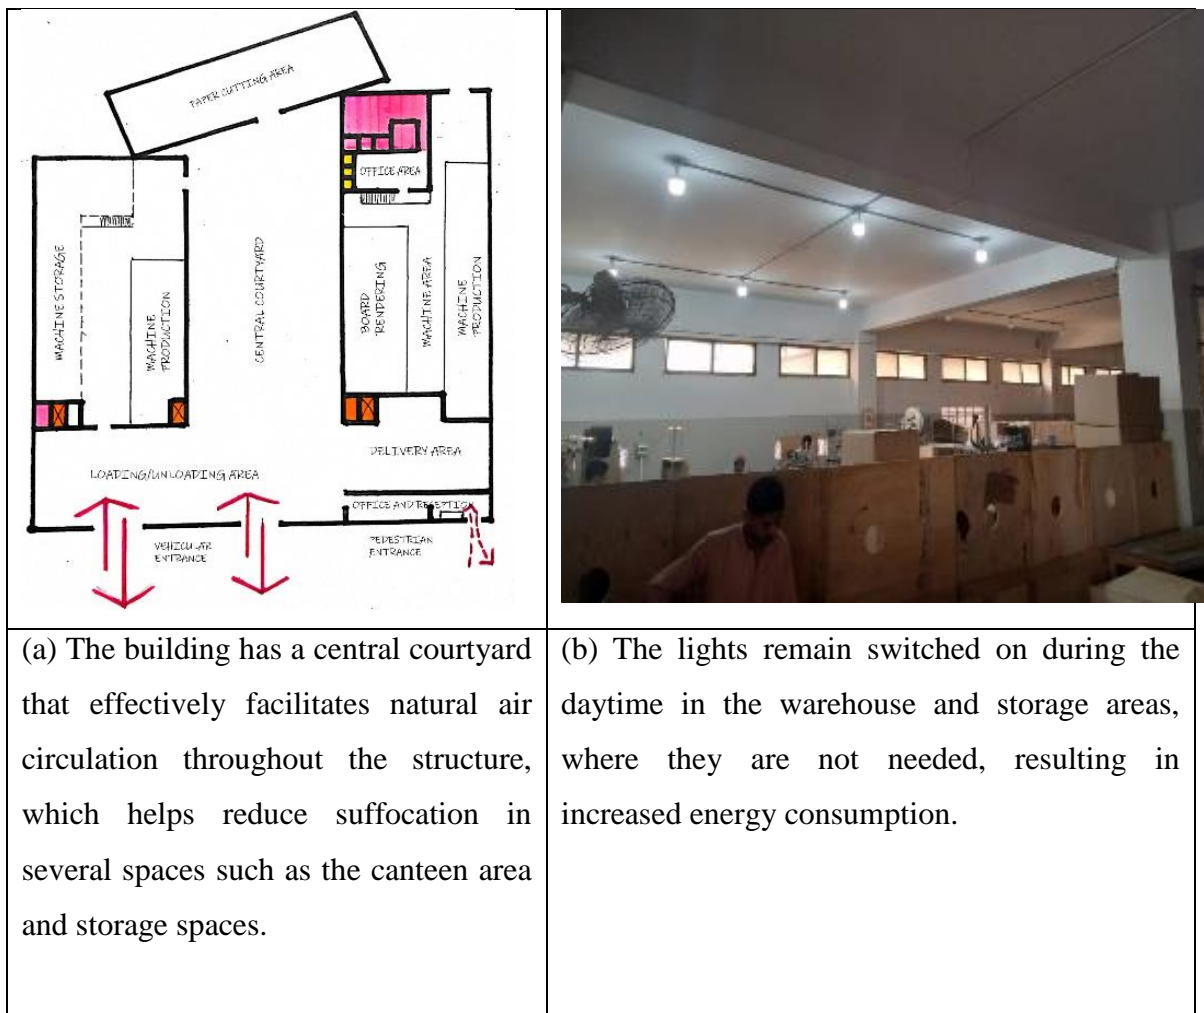 PAPER CUTTING AREA
OFFICE AREA
MACHINE STORAGE
MACHINE
PRODUCTION
CENTRAL COURTYARD
BOARD
RENDERING
MACHINE AREA
MACHINE
PRODUCTION
DELIVERY AREA
LOADING/UNLOADING AREA
OFFICE AND RECEPTION
VEHICULAR
ENTRANCE
PEDESTRIAN
ENTRANCE
(a) The building has a central courtyard
that effectively facilitates natural air
circulation throughout the structure,
which helps reduce suffocation in
several spaces such as the canteen area
and storage spaces.
(b) The lights remain switched on during the
daytime in the warehouse and storage areas,
where they are not needed, resulting in
increased energy consumption.